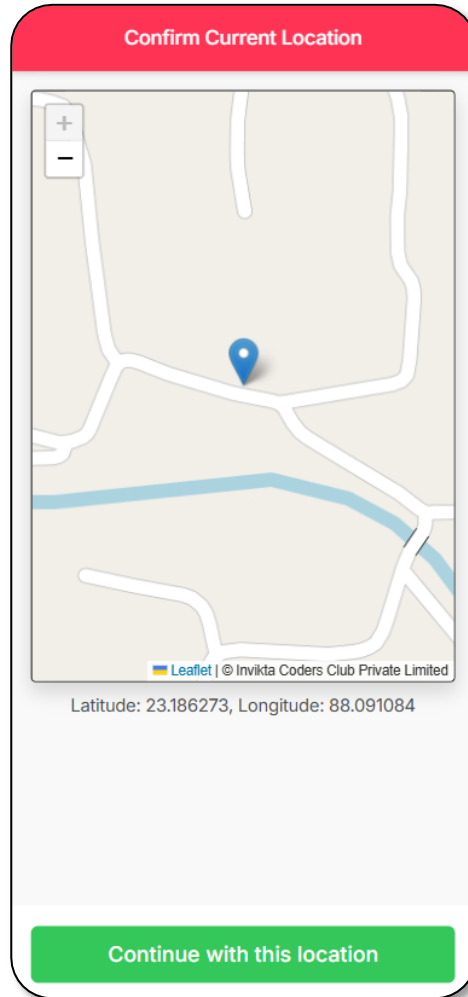 Confirm Current Location
+
−
Leaflet | © Invikta Coders Club Private Limited
Latitude: 23.186273, Longitude: 88.091084
Continue with this location